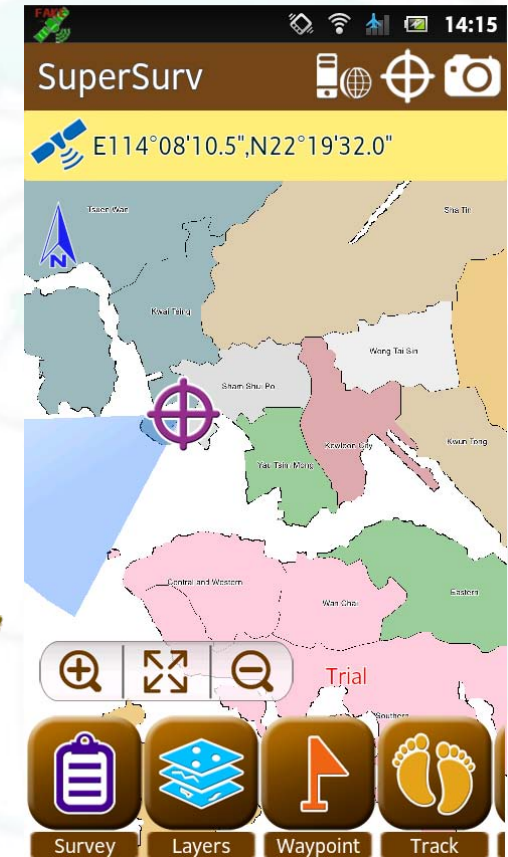 FAKE
14:15
SuperSurv
E114°08'10.5",N22°19'32.0"
Tsuen Wan
Sha Tin
N
Kwai Tsing
Wong Tai Sin
Sham Shui Po
Kowloon City
Kwun Tong
Yau Tsim Mong
Central and Western
Wan Chai
Eastern
Trial
Southern
Survey
Layers
Waypoint
Track